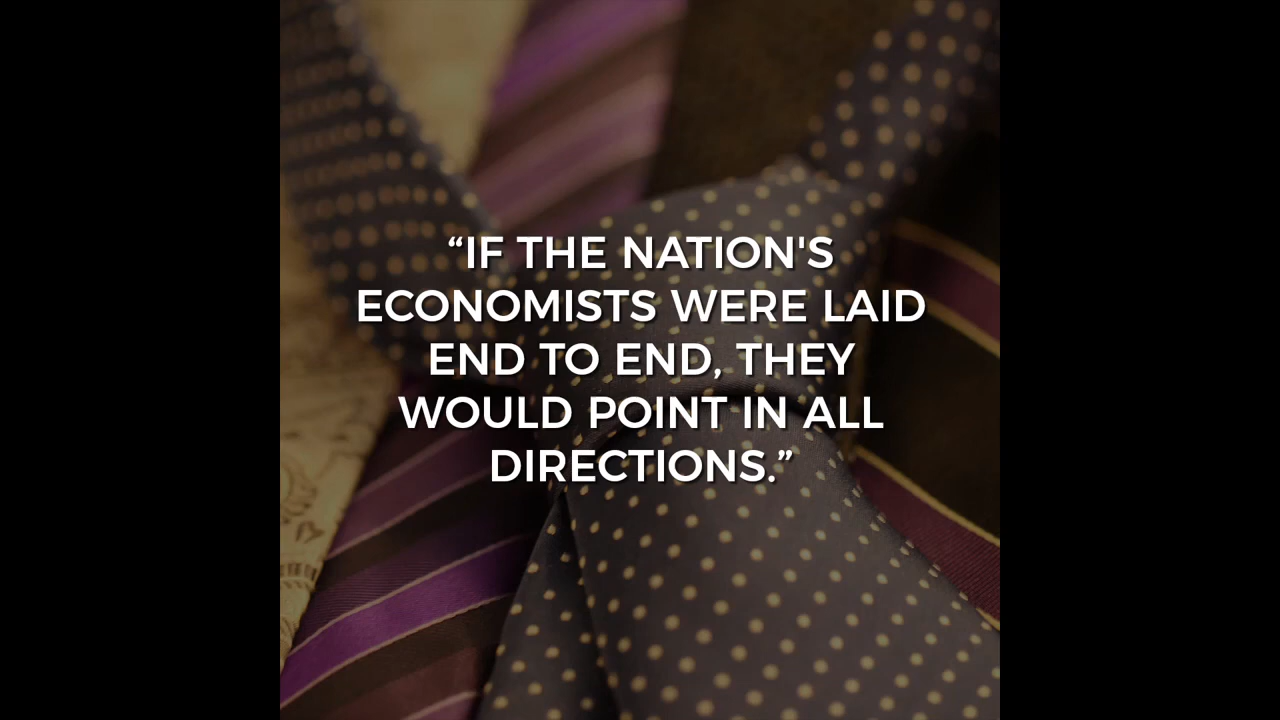 “IF THE NATION'S
ECONOMISTS WERE LAID
END TO END, THEY
WOULD POINT IN ALL
DIRECTIONS.”